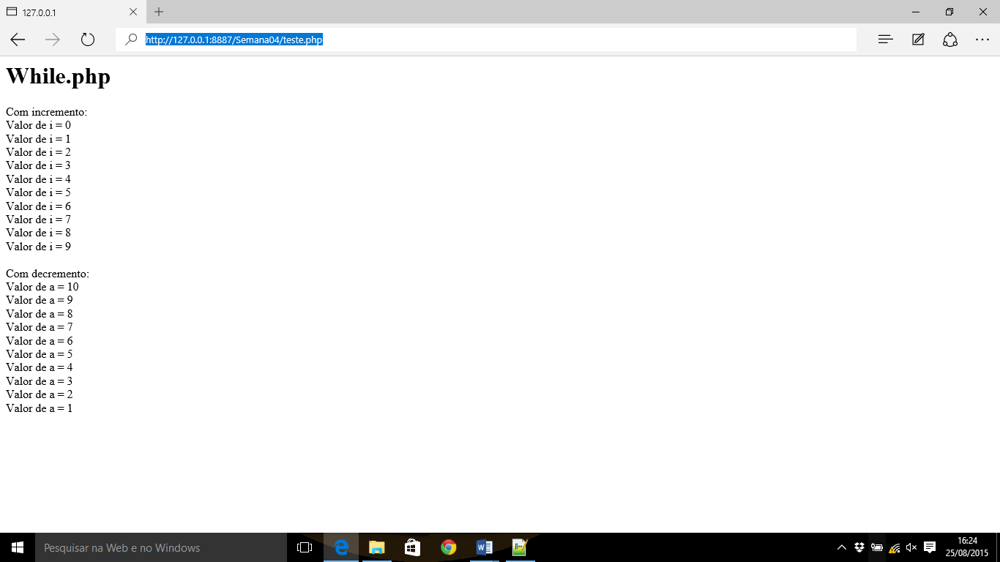 127.0.0.1
http://127.0.0.1:8887/Semana04/teste.php
While.php
Com incremento:
Valor de i = 0
Valor de i = 1
Valor de i = 2
Valor de i = 3
Valor de i = 4
Valor de i = 5
Valor de i = 6
Valor de i = 7
Valor de i = 8
Valor de i = 9
Com decremento:
Valor de a = 10
Valor de a = 9
Valor de a = 8
Valor de a = 7
Valor de a = 6
Valor de a = 5
Valor de a = 4
Valor de a = 3
Valor de a = 2
Valor de a = 1
Pesquisar na Web e no Windows
16:24
25/08/2015